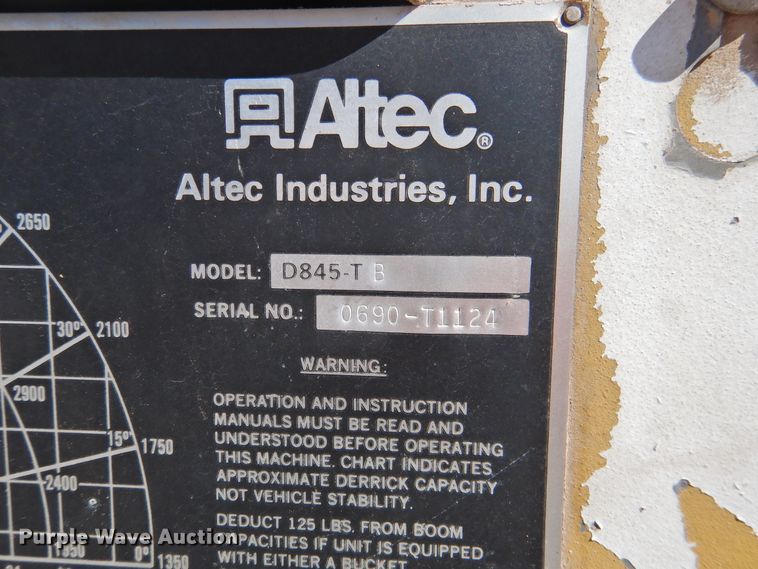 Altec®
Altec Industries, Inc.
2650
MODEL: D845-T B
SERIAL NO.: 0690-T1124
30° 2100
WARNING:
2900
OPERATION AND INSTRUCTION
MANUALS MUST BE READ AND
UNDERSTOOD BEFORE OPERATING
15° 1750
THIS MACHINE. CHART INDICATES
APPROXIMATE DERRICK CAPACITY
2400
NOT VEHICLE STABILITY.
DEDUCT 125 LBS. FROM BOOM
Purple Wave Auction
CAPACITIES IF UNIT IS EQUIPPED
1350 0° 1350
WITH EITHER A BUCKET